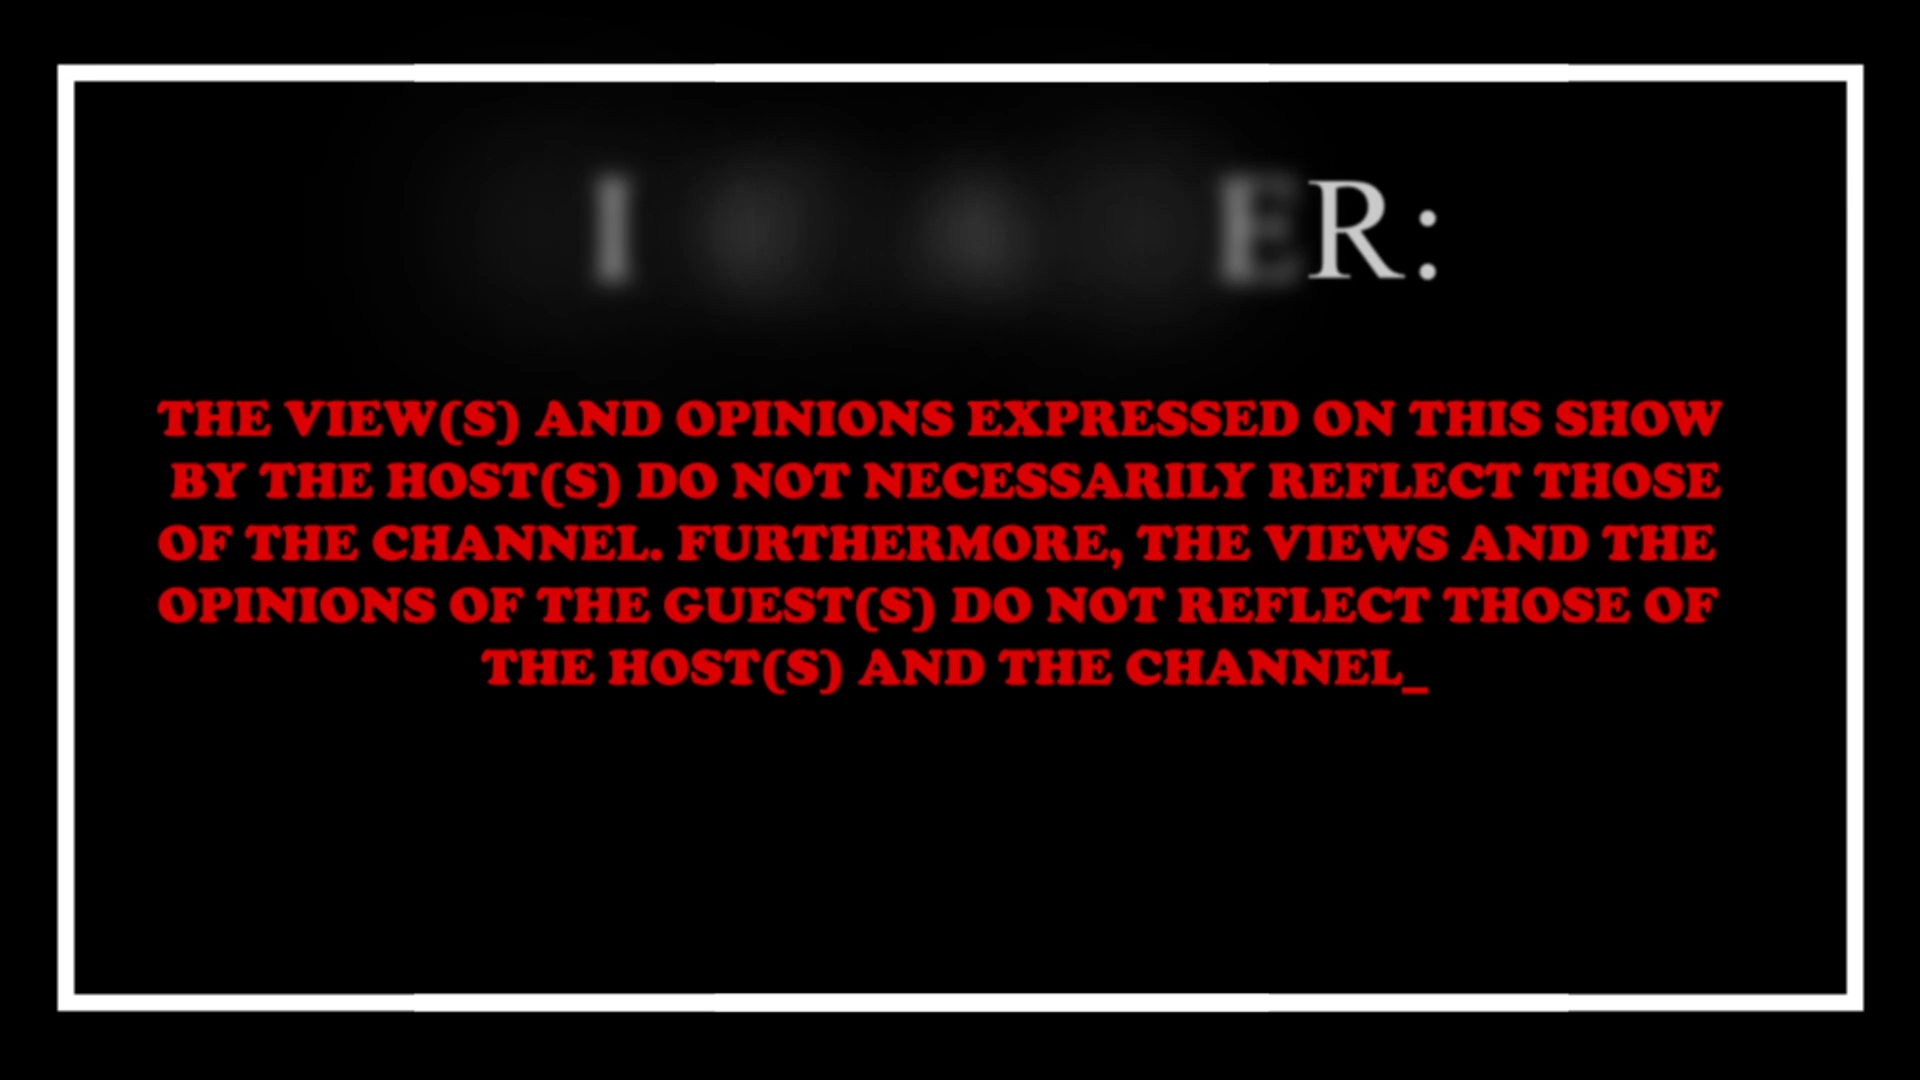 THE VIEW(S) AND OPINIONS EXPRESSED ON THIS SHOW
BY THE HOST(S) DO NOT NECESSARILY REFLECT THOSE
OF THE CHANNEL. FURTHERMORE, THE VIEWS AND THE
OPINIONS OF THE GUEST(S) DO NOT REFLECT THOSE OF
THE HOST(S) AND THE CHANNEL_